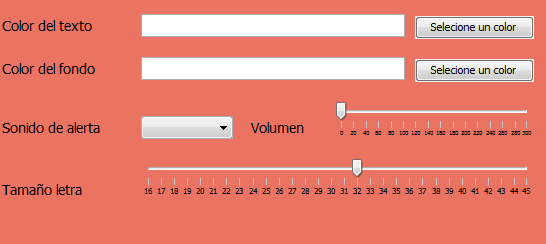 Color del texto Selecione un color
Color del fondo Selecione un color
Sonido de alerta Volumen
0 20 40 60 80 100 120 140 160 180 200 220 240 260 280 300
Tamaño letra
16 17 18 19 20 21 22 23 24 25 26 27 28 29 30 31 32 33 34 35 36 37 38 39 40 41 42 43 44 45